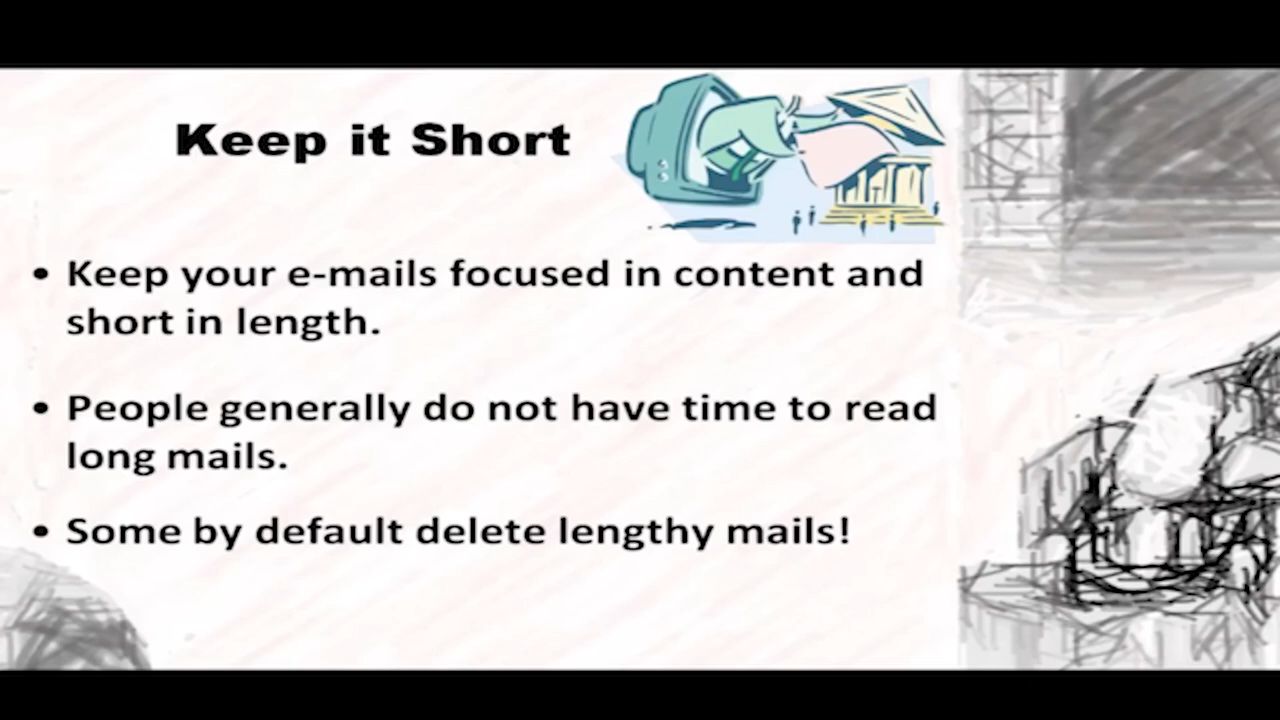 Keep it Short
• Keep your e-mails focused in content and
short in length.
• People generally do not have time to read
long mails.
• Some by default delete lengthy mails!